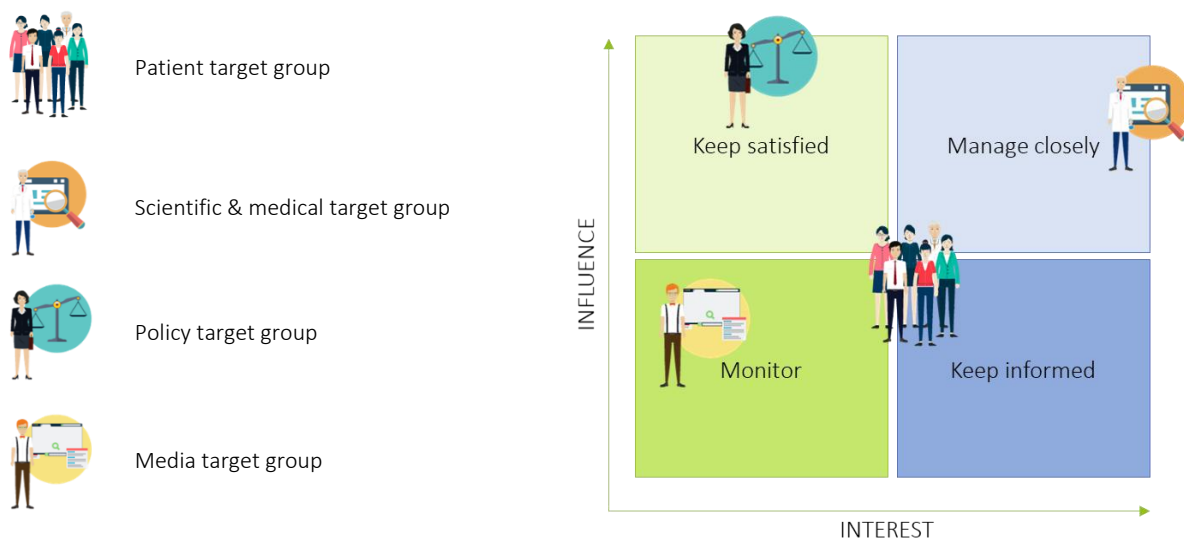 Patient target group
Scientific & medical target group
Policy target group
Media target group
INFLUENCE
Keep satisfied
Manage closely
Monitor
Keep informed
INTEREST